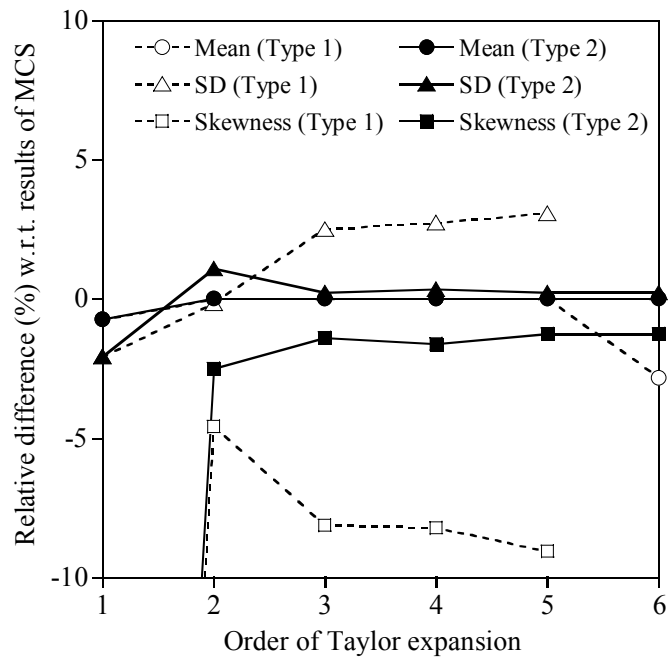 10
Mean (Type 1) Mean (Type 2)
SD (Type 1) SD (Type 2)
Skewness (Type 1) Skewness (Type 2)
5
0
-5
-10
Relative difference (%) w.r.t. results of MCS
1 2 3 4 5 6
Order of Taylor expansion